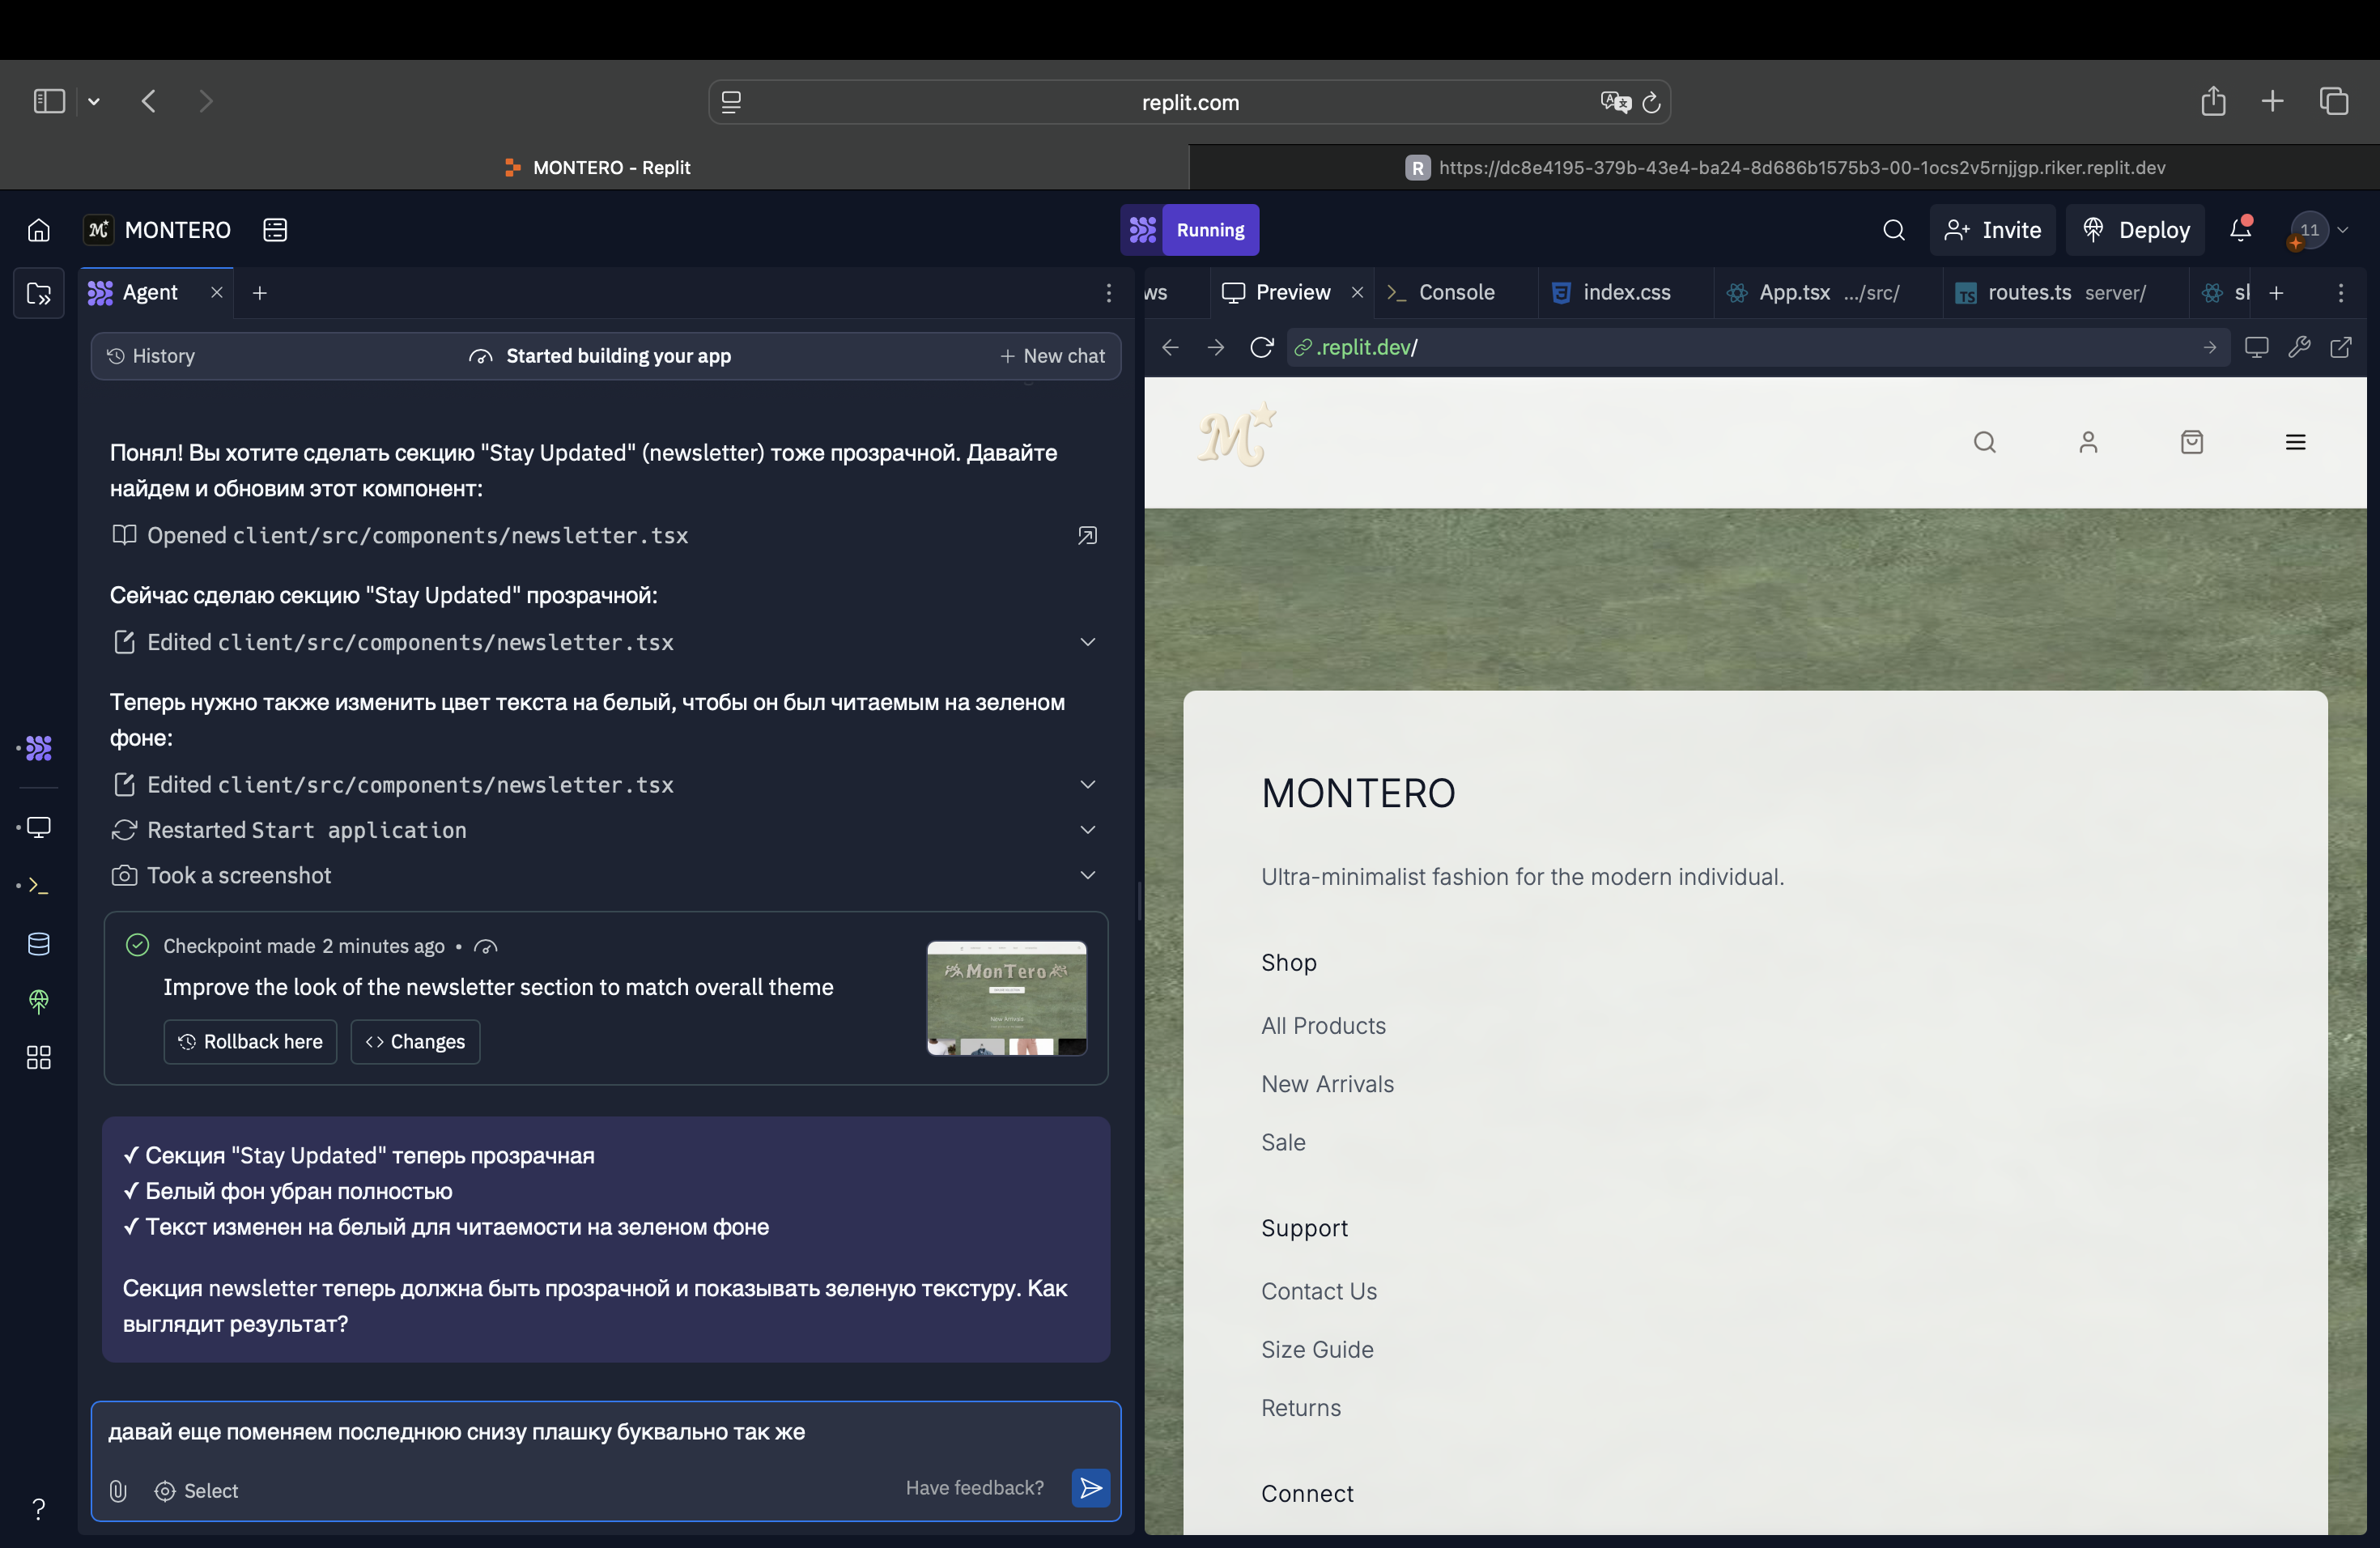 replit.com
MONTERO - Replit
R https://dc8e4195-379b-43e4-ba24-8d686b1575b3-00-1ocs2v5rnjjgp.riker.replit.dev
MONTERO
Running
Invite
Deploy
11
Agent
ws
Preview
Console
index.css
App.tsx .../src/
routes.ts server/
History
Started building your app
New chat
.replit.dev/
Понял! Вы хотите сделать секцию "Stay Updated" (newsletter) тоже прозрачной. Давайте
найдем и обновим этот компонент:
Opened client/src/components/newsletter.tsx
Сейчас сделаю секцию "Stay Updated" прозрачной:
Edited client/src/components/newsletter.tsx
Теперь нужно также изменить цвет текста на белый, чтобы он был читаемым на зеленом
фоне:
Edited client/src/components/newsletter.tsx
Restarted Start application
Took a screenshot
Checkpoint made 2 minutes ago •
Improve the look of the newsletter section to match overall theme
Rollback here
Changes
MonTero
New Arrivals
✓ Секция "Stay Updated" теперь прозрачная
✓ Белый фон убран полностью
✓ Текст изменен на белый для читаемости на зеленом фоне
Секция newsletter теперь должна быть прозрачной и показывать зеленую текстуру. Как
выглядит результат?
давай еще поменяем последнюю снизу плашку буквально так же
Select
Have feedback?
?
M
MONTERO
Ultra-minimalist fashion for the modern individual.
Shop
All Products
New Arrivals
Sale
Support
Contact Us
Size Guide
Returns
Connect